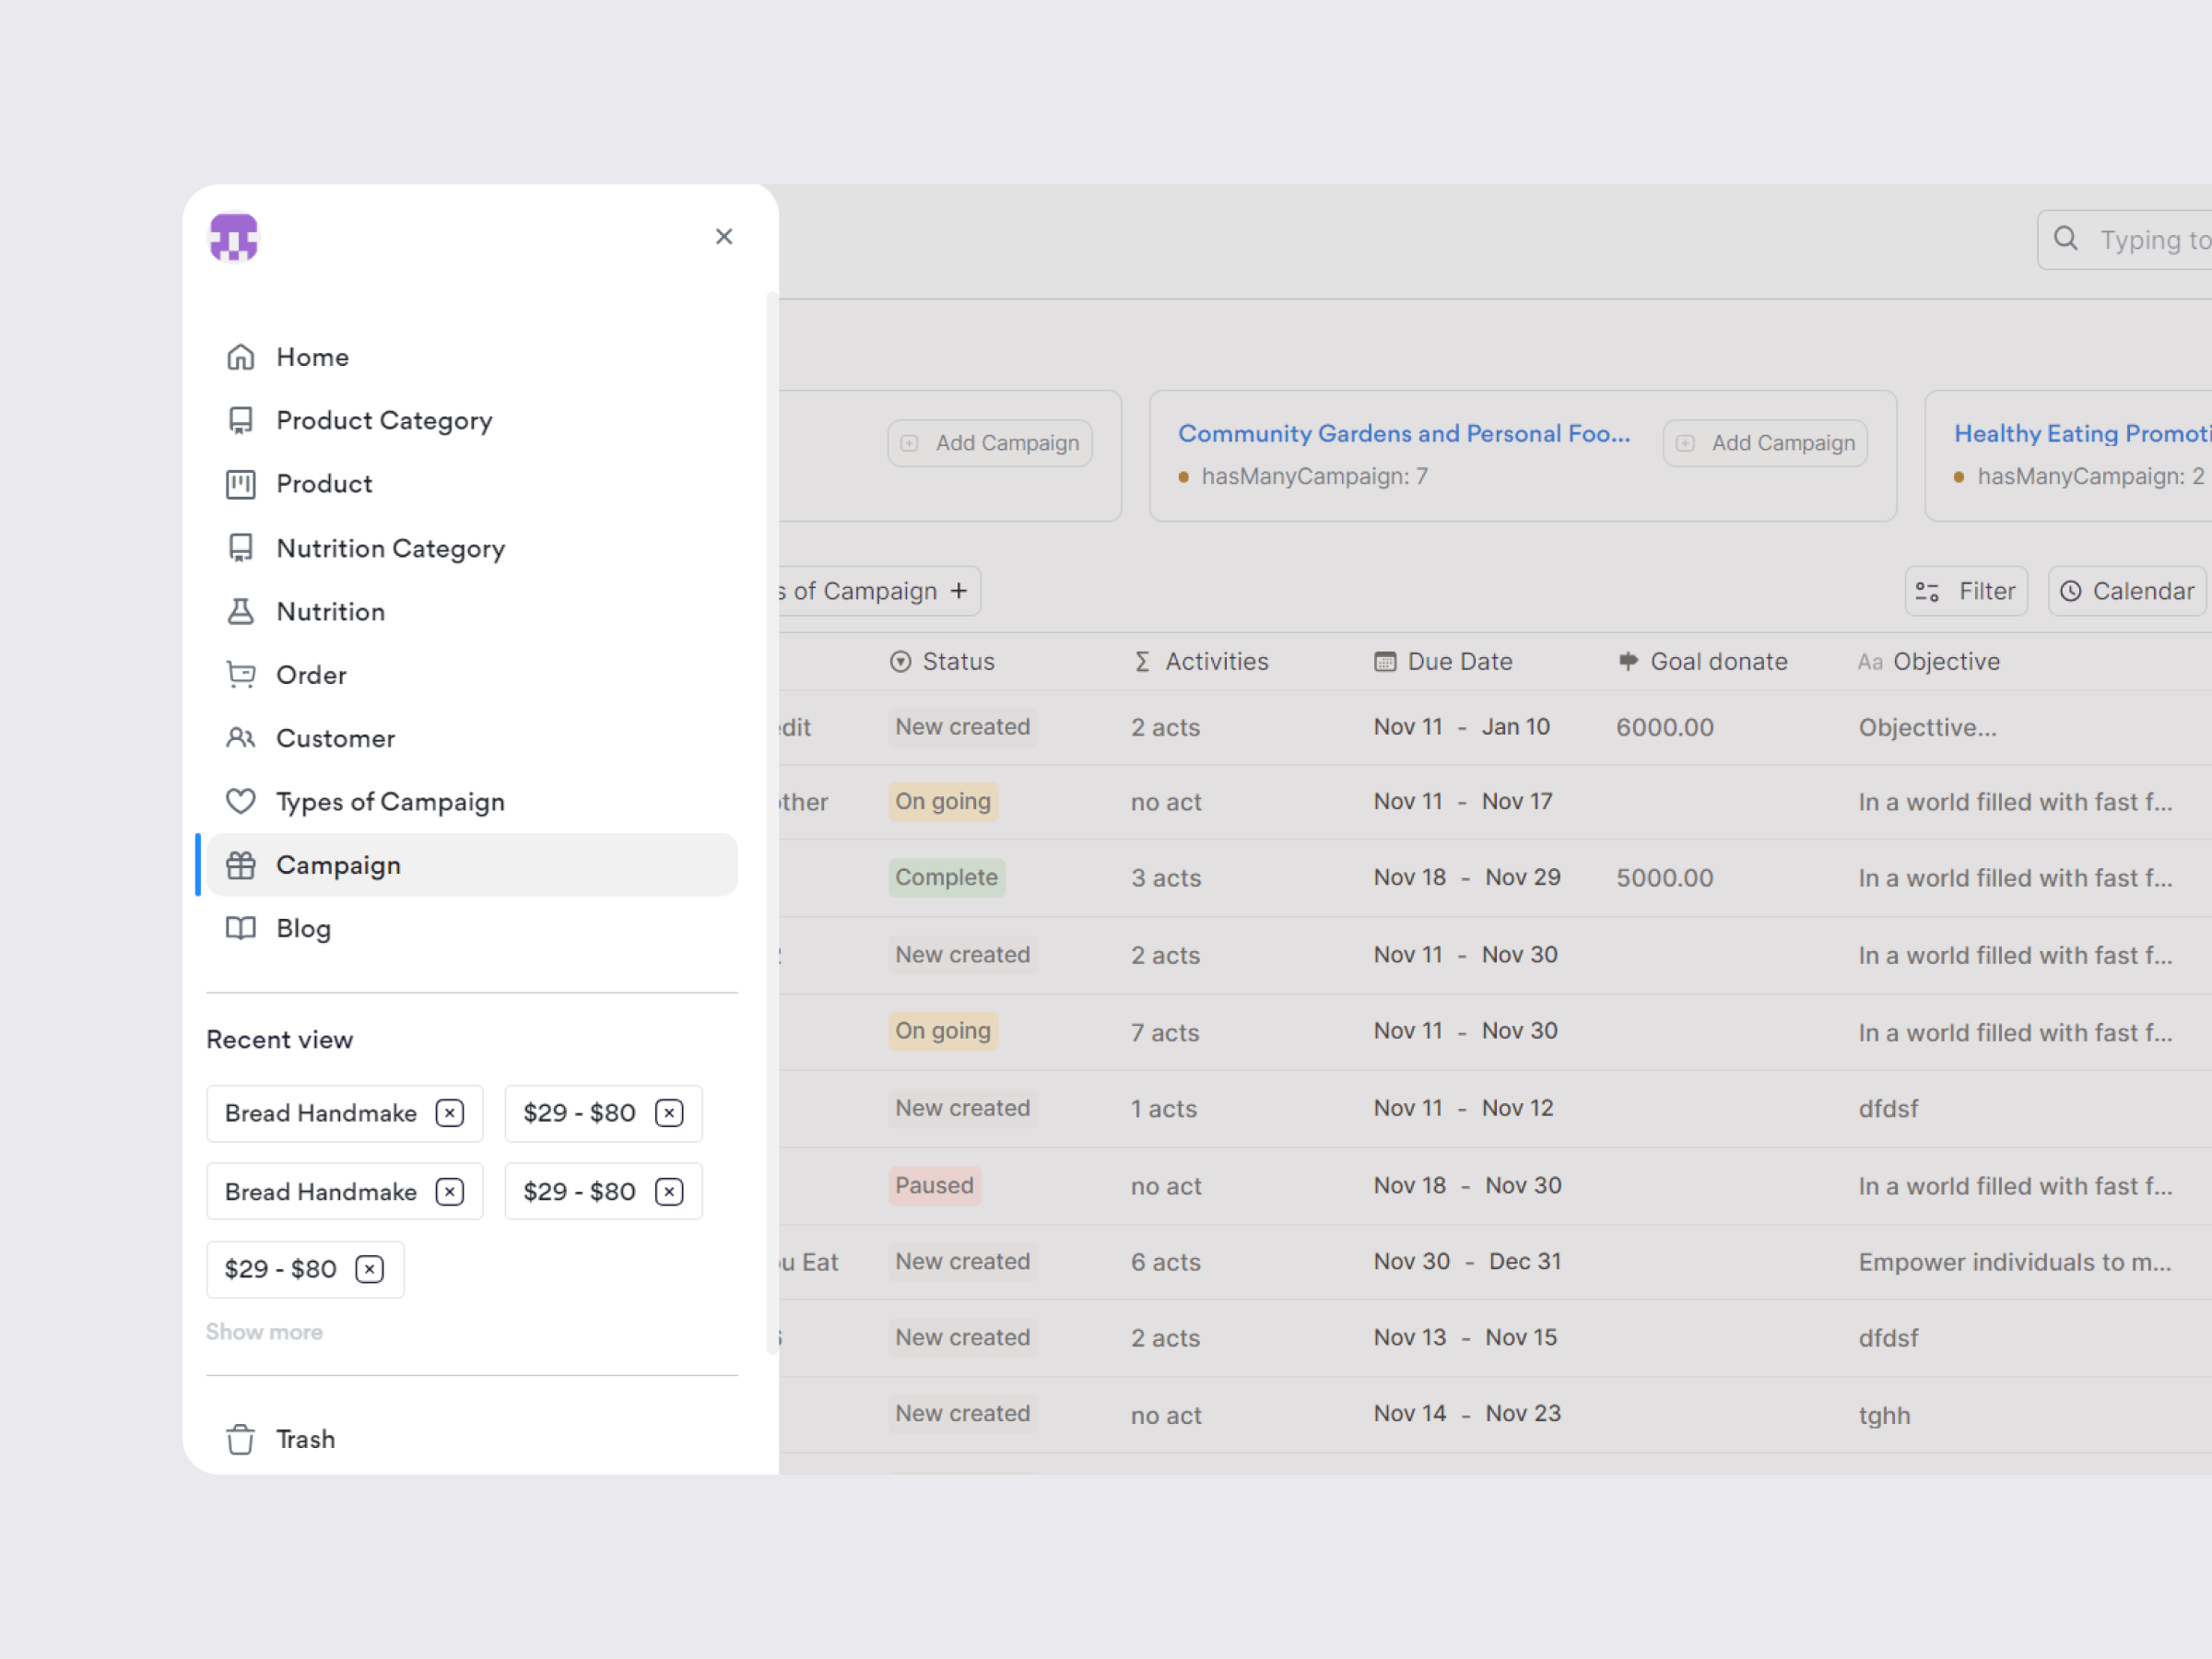 Home
Product Category
Product
Nutrition Category
Nutrition
Order
Customer
Types of Campaign
Campaign
Blog
Recent view
Bread Handmake $29 - $80
Bread Handmake $29 - $80
$29 - $80
Show more
Trash
Typing to
Add Campaign
Community Gardens and Personal Foo... Add Campaign
hasManyCampaign: 7
Healthy Eating Promoti
hasManyCampaign: 2
s of Campaign + Filter Calendar
Status Σ Activities Due Date Goal donate Aa Objective
edit New created 2 acts Nov 11 - Jan 10 6000.00 Objecttive...
other On going no act Nov 11 - Nov 17 In a world filled with fast f...
Complete 3 acts Nov 18 - Nov 29 5000.00 In a world filled with fast f...
New created 2 acts Nov 11 - Nov 30 In a world filled with fast f...
On going 7 acts Nov 11 - Nov 30 In a world filled with fast f...
New created 1 acts Nov 11 - Nov 12 dfdsf
Paused no act Nov 18 - Nov 30 In a world filled with fast f...
u Eat New created 6 acts Nov 30 - Dec 31 Empower individuals to m...
New created 2 acts Nov 13 - Nov 15 dfdsf
New created no act Nov 14 - Nov 23 tghh